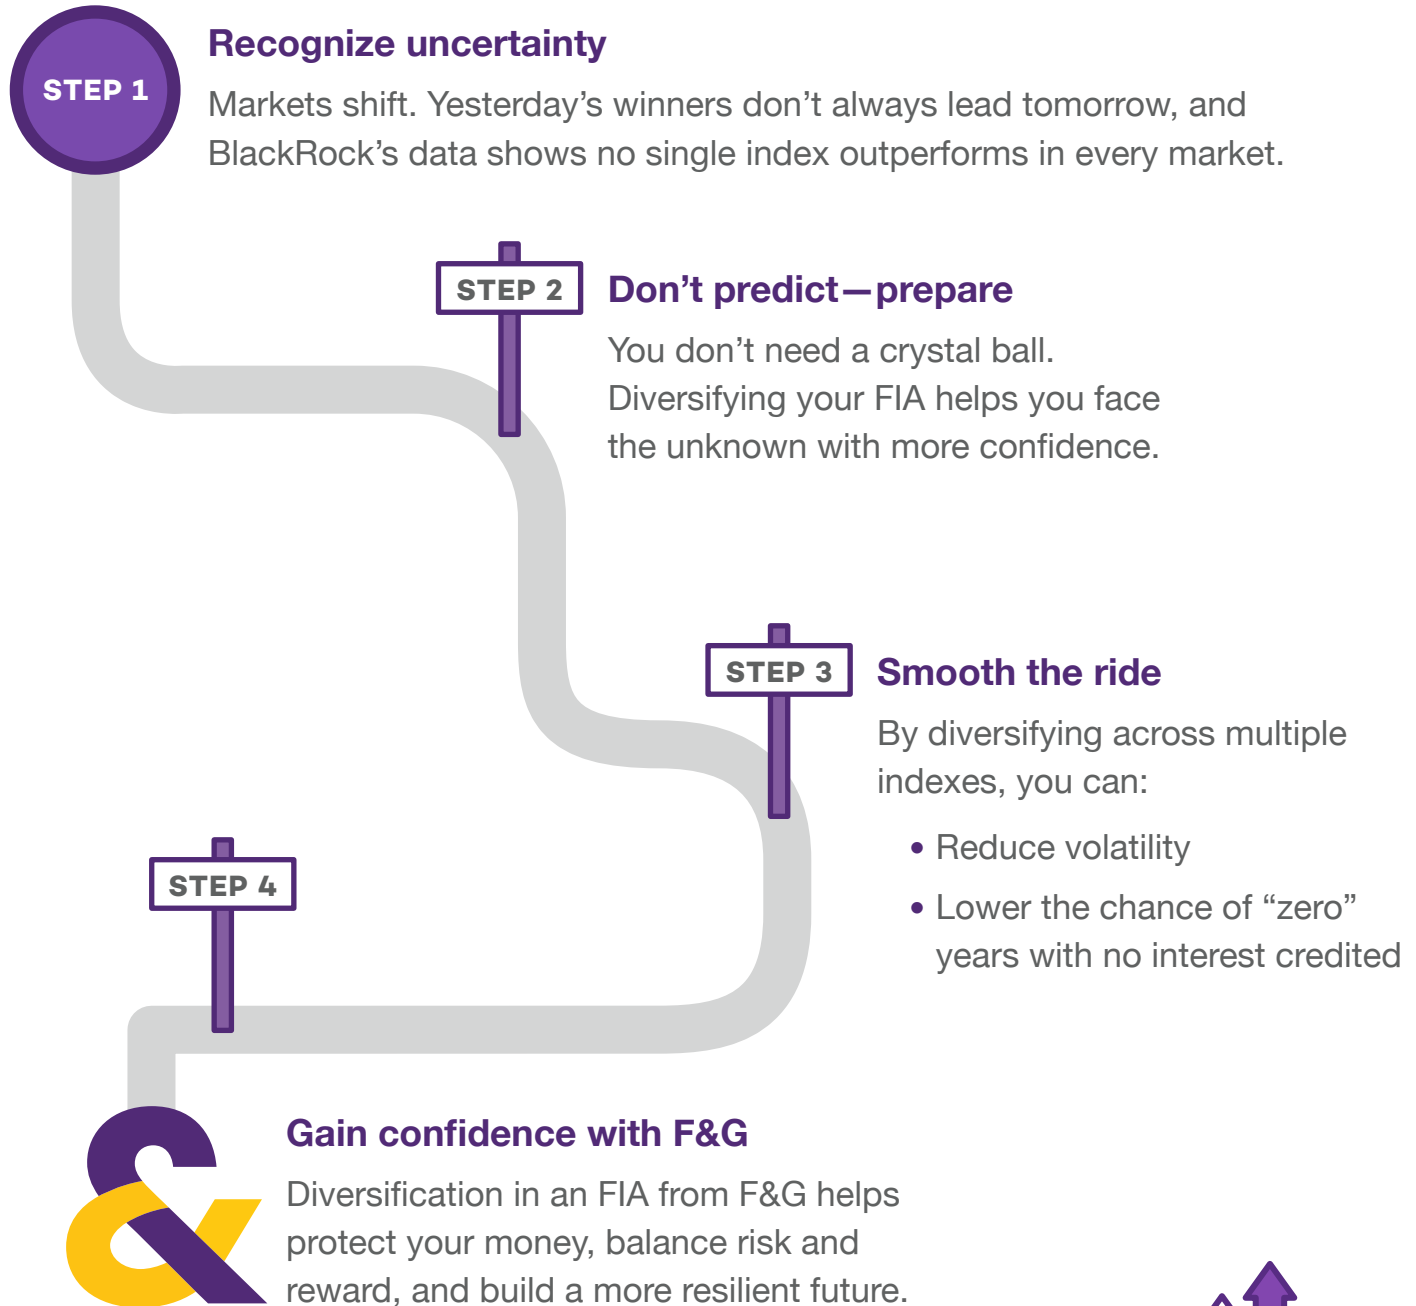 STEP 1
Recognize uncertainty
Markets shift. Yesterday’s winners don’t always lead tomorrow, and
BlackRock’s data shows no single index outperforms in every market.
STEP 2
Don’t predict—prepare
You don’t need a crystal ball.
Diversifying your FIA helps you face
the unknown with more confidence.
STEP 3
Smooth the ride
By diversifying across multiple
indexes, you can:
• Reduce volatility
• Lower the chance of “zero”
years with no interest credited
STEP 4
&
Gain confidence with F&G
Diversification in an FIA from F&G helps
protect your money, balance risk and
reward, and build a more resilient future.